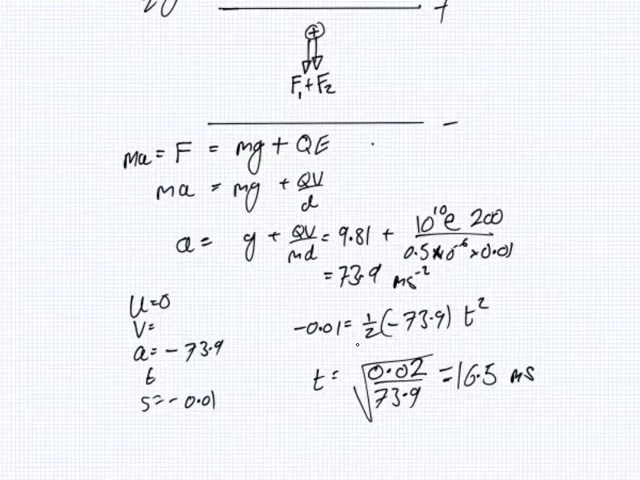 +
+
F₁+F₂
−
ma = F = mg + QE
ma = mg + QV/d
a = g + QV/md = 9.81 + 10¹⁰e 200/0.5×10⁻⁶×0.01
= 73.9 ms⁻²
U=0
V=
a = -73.9
t
s = -0.01
-0.01 = ½(-73.9) t²
t = √0.02/73.9 = 16.5 ms